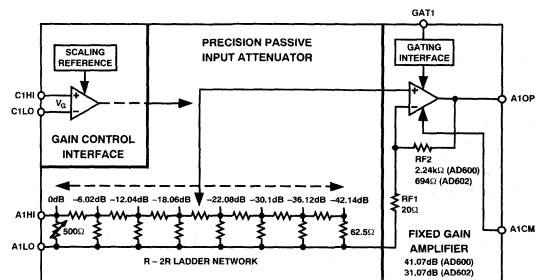 GAT1
PRECISION PASSIVE
INPUT ATTENUATOR
SCALING
REFERENCE
GATING
INTERFACE
C1HI
C1LO
VG
+
−
GAIN CONTROL
INTERFACE
+
−
A1OP
RF2
2.24kΩ (AD600)
694Ω (AD602)
RF1
20Ω
0dB −6.02dB −12.04dB −18.06dB −22.08dB −30.1dB −36.12dB −42.14dB
A1HI
500Ω
62.5Ω
A1LO
A1CM
R − 2R LADDER NETWORK
FIXED GAIN
AMPLIFIER
41.07dB (AD600)
31.07dB (AD602)